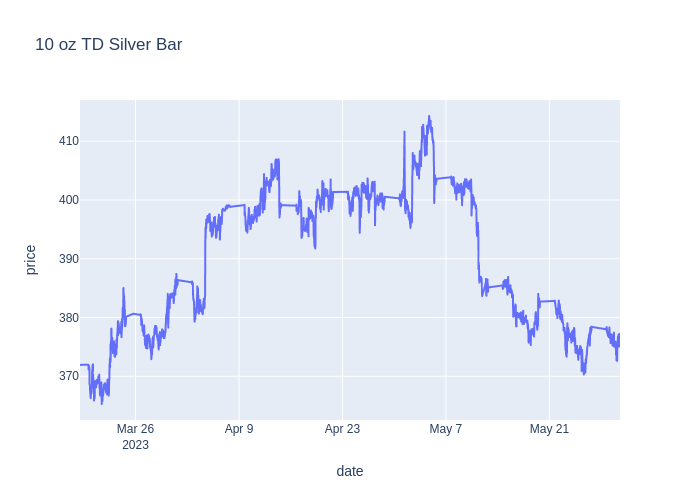 10 oz TD Silver Bar
410
400
390
380
370
price
Mar 26
2023
Apr 9
Apr 23
May 7
May 21
date